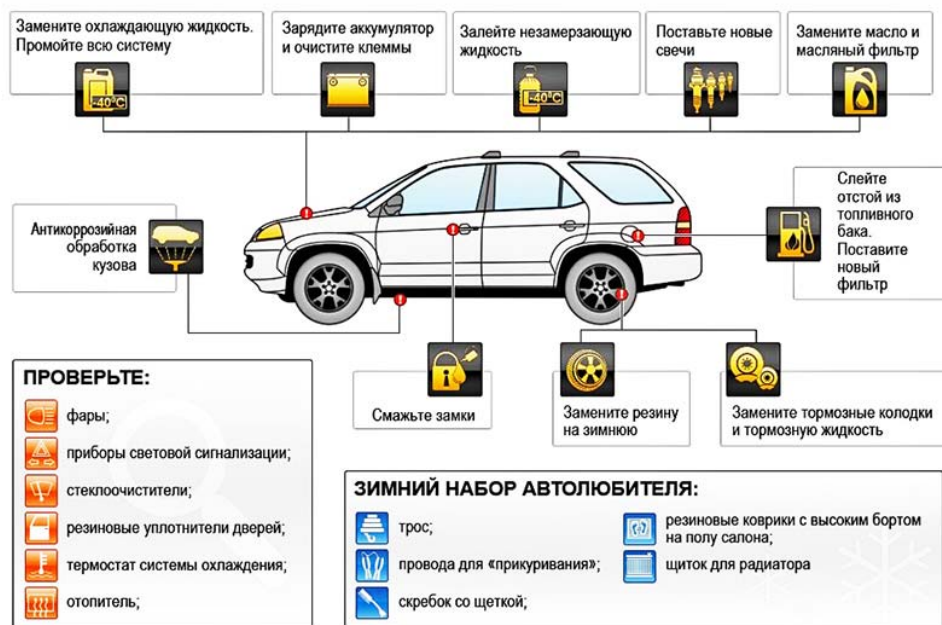 Замените охлаждающую жидкость.
Промойте всю систему
-40°C
Зарядите аккумулятор
и очистите клеммы
Залейте незамерзающую
жидкость
-40°C
Поставьте новые
свечи
Замените масло и
масляный фильтр
Антикоррозийная
обработка
кузова
Слейте
отстой из
топливного
бака.
Поставите
новый
фильтр
Смажьте замки
Замените резину
на зимнюю
Замените тормозные колодки
и тормозную жидкость
ПРОВЕРЬТЕ:
фары;
приборы световой сигнализации;
стеклоочистители;
резиновые уплотнители дверей;
термостат системы охлаждения;
отопитель;
ЗИМНИЙ НАБОР АВТОЛЮБИТЕЛЯ:
трос;
провода для «прикуривания»;
скребок со щеткой;
резиновые коврики с высоким бортом
на полу салона;
щиток для радиатора